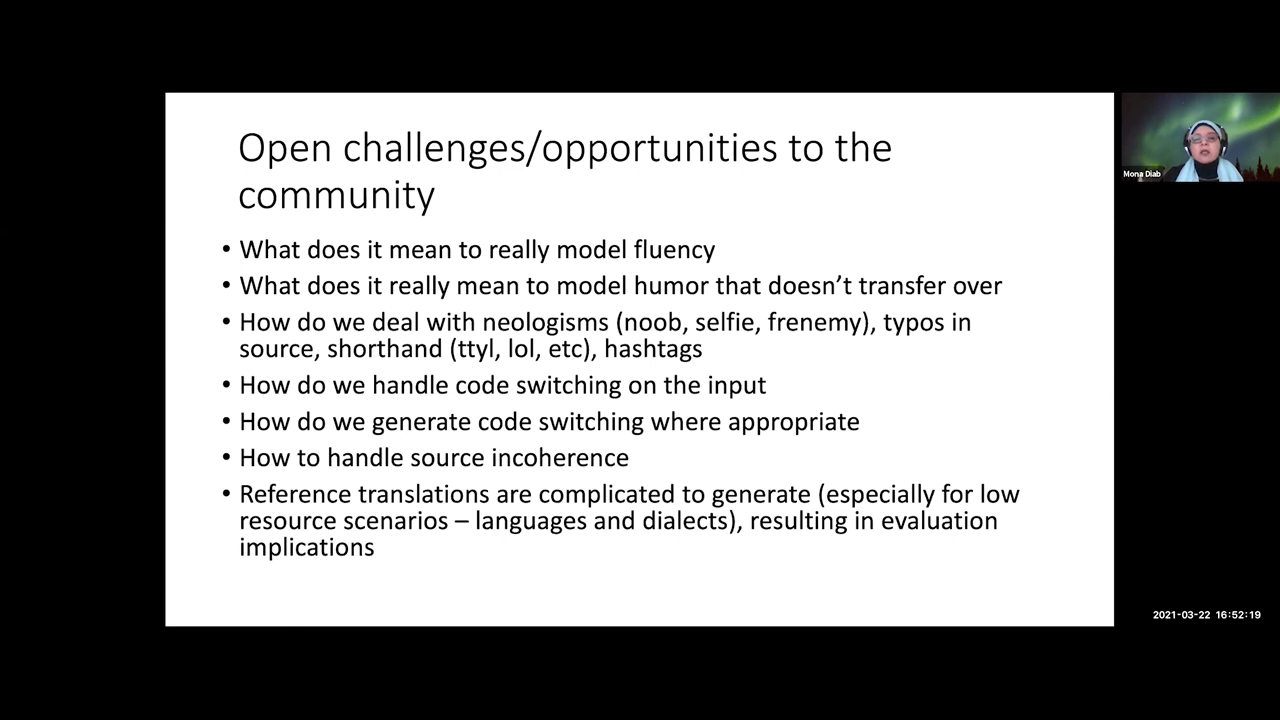 Open challenges/opportunities to the
community
• What does it mean to really model fluency
• What does it really mean to model humor that doesn’t transfer over
• How do we deal with neologisms (noob, selfie, frenemy), typos in
source, shorthand (ttyl, lol, etc), hashtags
• How do we handle code switching on the input
• How do we generate code switching where appropriate
• How to handle source incoherence
• Reference translations are complicated to generate (especially for low
resource scenarios – languages and dialects), resulting in evaluation
implications
Mona Diab
2021-03-22 16:52:19